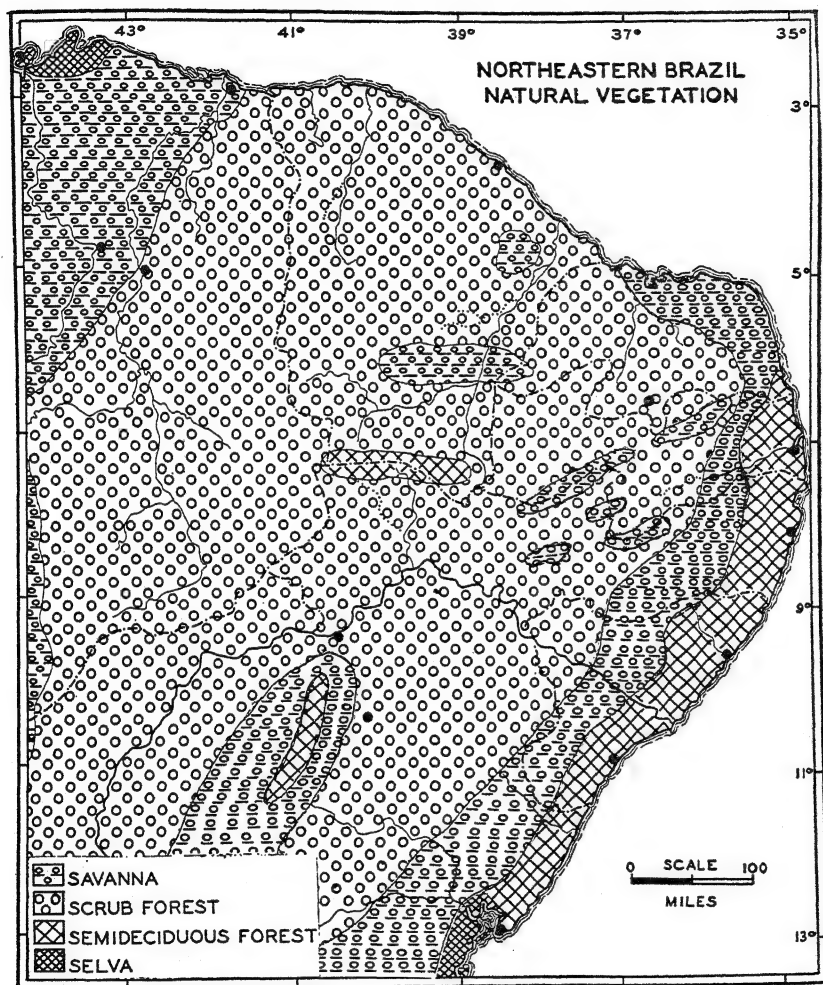 43° 41° 39° 37° 35°
NORTHEASTERN BRAZIL
NATURAL VEGETATION
3°
5°
9°
11°
0 SCALE 100
MILES
13°
SAVANNA
SCRUB FOREST
SEMIDECIDUOUS FOREST
SELVA